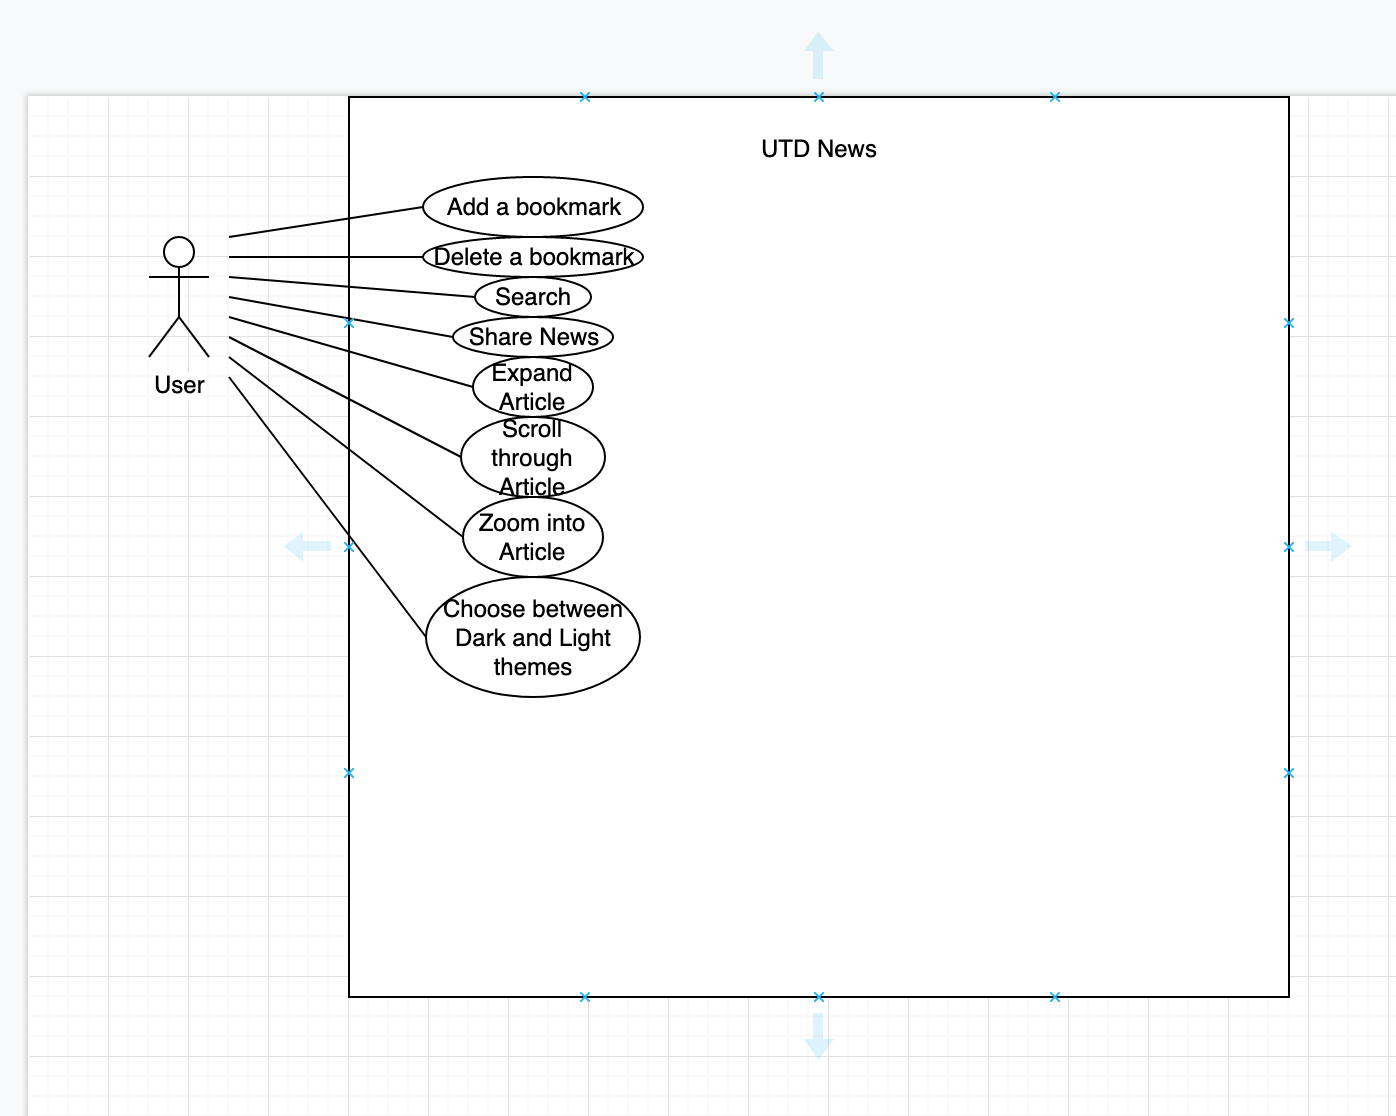 UTD News
Add a bookmark
Delete a bookmark
Search
Share News
Expand
Article
Scroll
through
Article
Zoom into
Article
Choose between
Dark and Light
themes
User